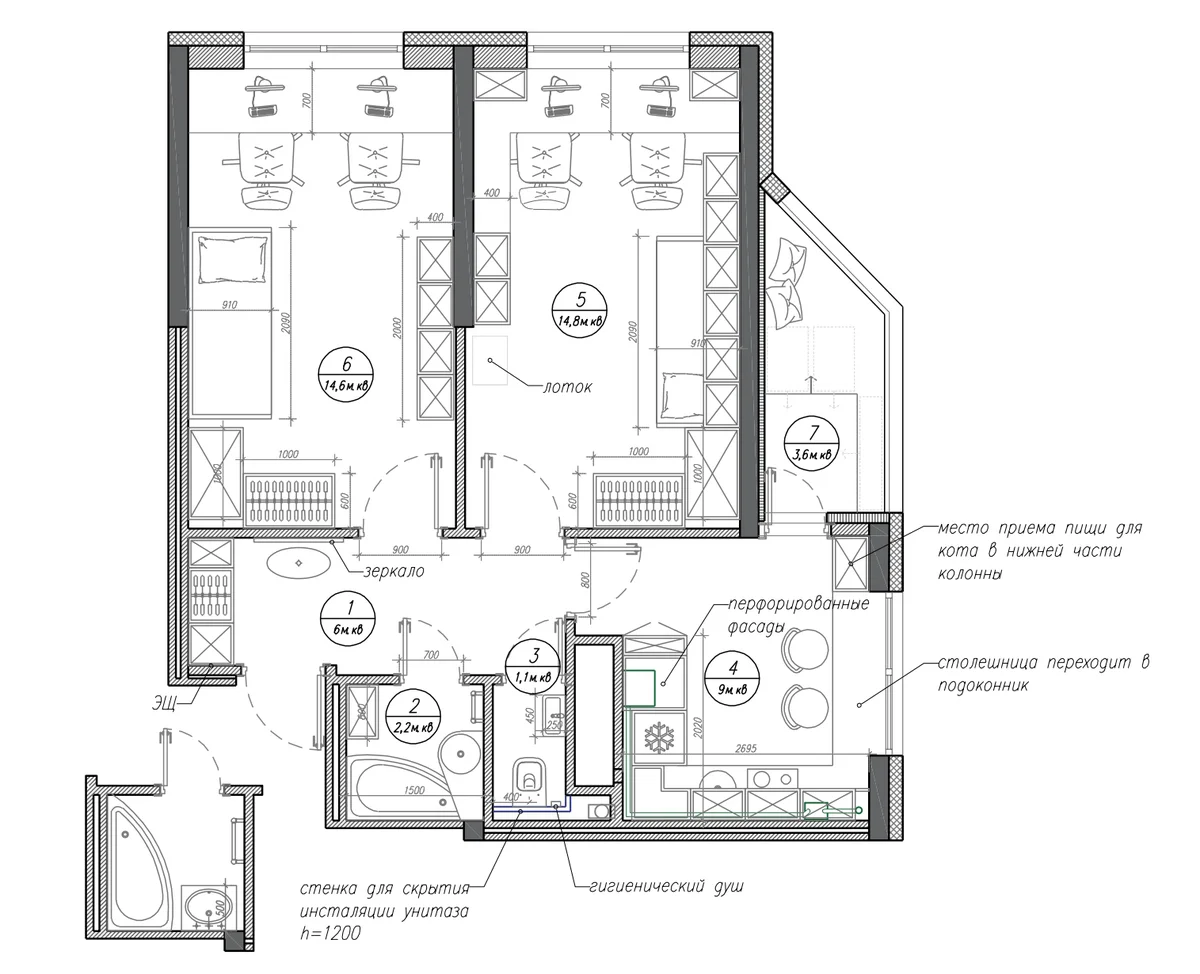 700
700
400
400
910
2090
2000
5
14,8м кв
2090
910
6
14,6м кв
лоток
7
3,6м кв
1000
1000
600
1000
1000
600
900
900
зеркало
800
место приема пищи для
кота в нижней части
колонны
1
6м кв
перфорированные
фасады
700
3
1,1м кв
4
9м кв
столешница переходит в
подоконник
ЭЩ
600
2
2,2м кв
450
250
2020
2695
1500
400
500
стенка для скрытия
инсталяции унитаза
h=1200
гигиенический душ